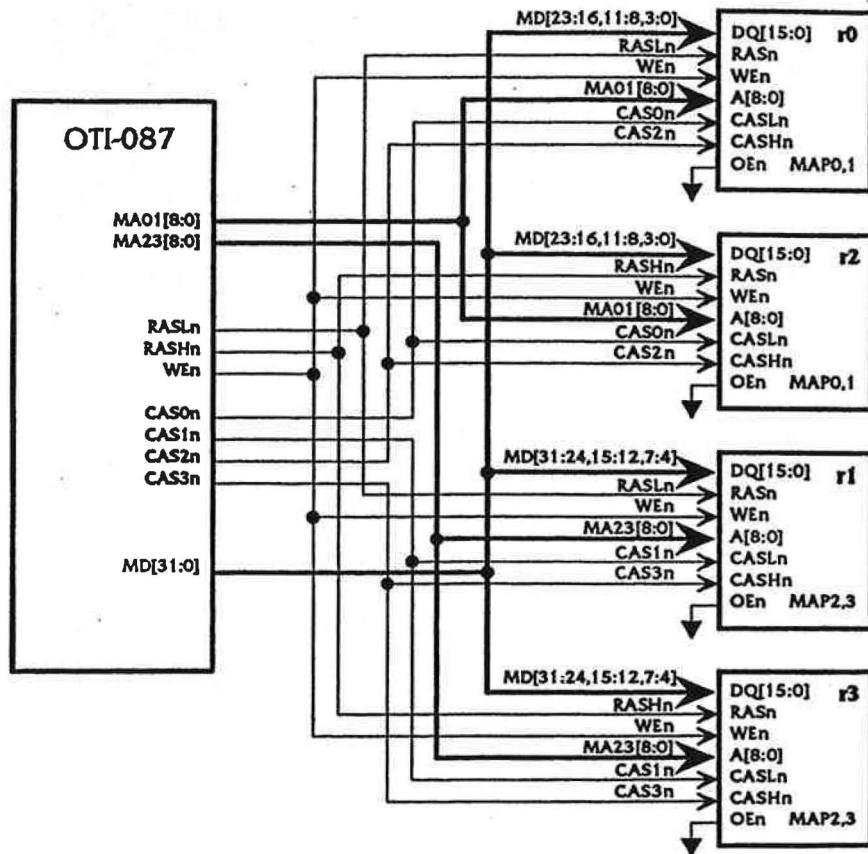 OTI-087
MA01[8:0]
MA23[8:0]
RASLn
RASHn
WEn
CAS0n
CAS1n
CAS2n
CAS3n
MD[31:0]
MD[23:16,11:8,3:0]
RASLn
WEn
MA01[8:0]
CAS0n
CAS2n
DQ[15:0] r0
RASn
WEn
A[8:0]
CASLn
CASHn
OEn MAP0,1
MD[23:16,11:8,3:0]
RASHn
WEn
MA01[8:0]
CAS0n
CAS2n
DQ[15:0] r2
RASn
WEn
A[8:0]
CASLn
CASHn
OEn MAP0,1
MD[31:24,15:12,7:4]
RASLn
WEn
MA23[8:0]
CAS1n
CAS3n
DQ[15:0] r1
RASn
WEn
A[8:0]
CASLn
CASHn
OEn MAP2,3
MD[31:24,15:12,7:4]
RASHn
WEn
MA23[8:0]
CAS1n
CAS3n
DQ[15:0] r3
RASn
WEn
A[8:0]
CASLn
CASHn
OEn MAP2,3